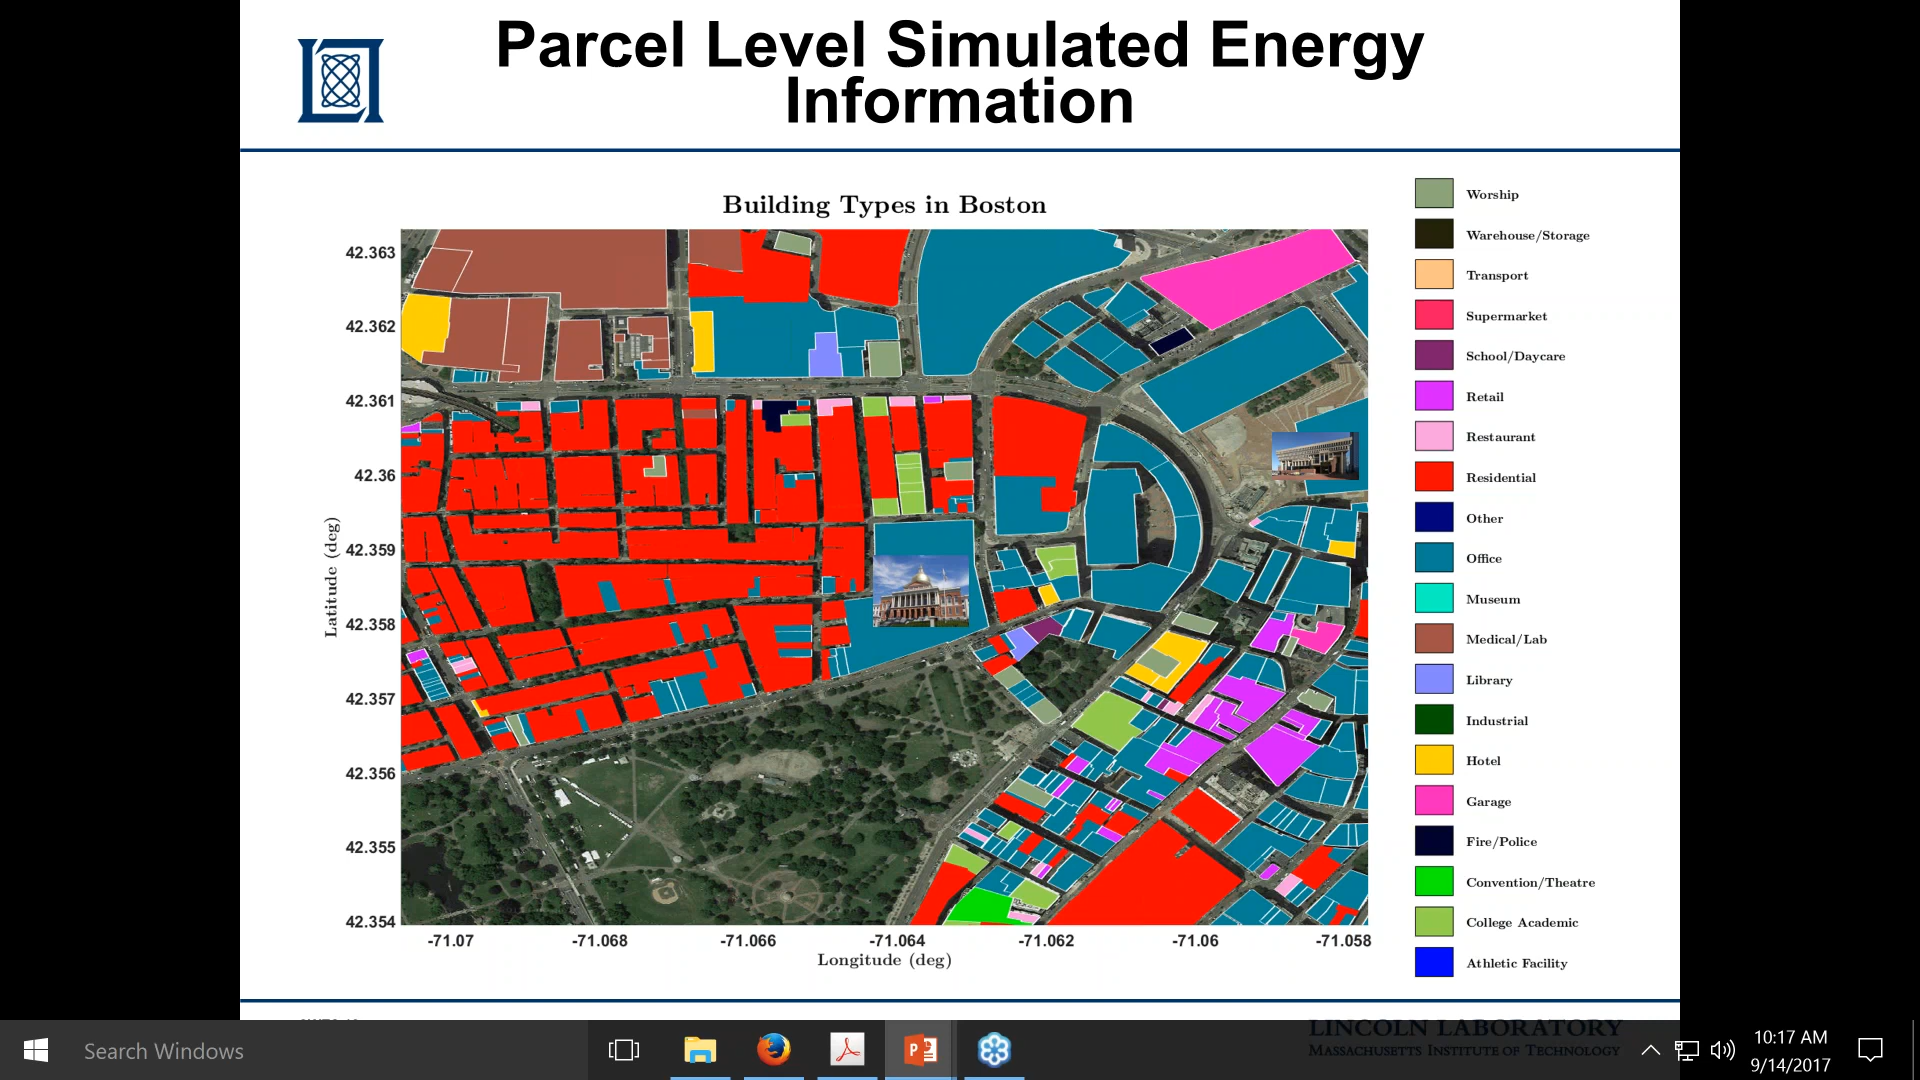 Parcel Level Simulated Energy
Information
Building Types in Boston
42.363
42.362
42.361
42.36
42.359
42.358
42.357
42.356
42.355
42.354
Latitude (deg)
-71.07
-71.068
-71.066
-71.064
-71.062
-71.06
-71.058
Longitude (deg)
Worship
Warehouse/Storage
Transport
Supermarket
School/Daycare
Retail
Restaurant
Residential
Other
Office
Museum
Medical/Lab
Library
Industrial
Hotel
Garage
Fire/Police
Convention/Theatre
College Academic
Athletic Facility
LINCOLN LABORATORY
MASSACHUSETTS INSTITUTE OF TECHNOLOGY
Search Windows
10:17 AM
9/14/2017